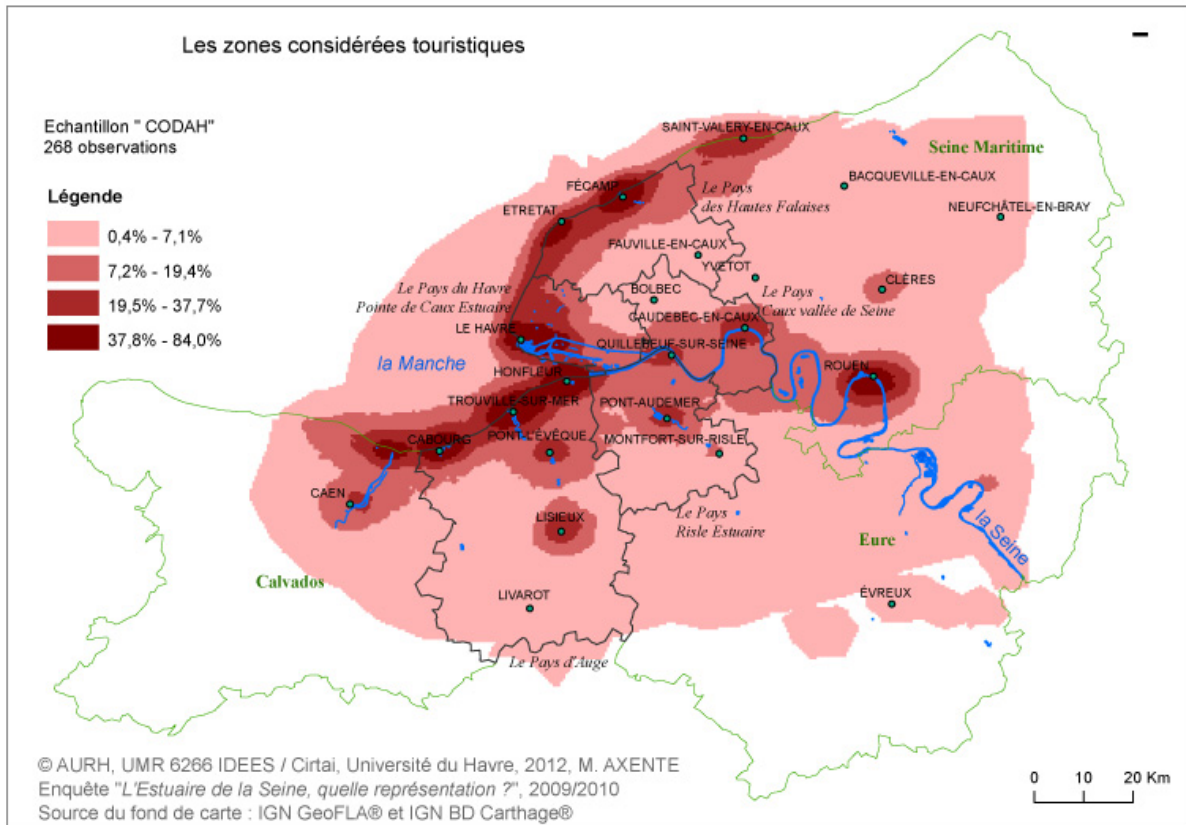 Les zones considérées touristiques
Echantillon " CODAH"
268 observations
Légende
0,4% - 7,1%
7,2% - 19,4%
19,5% - 37,7%
37,8% - 84,0%
SAINT-VALERY-EN-CAUX
Seine Maritime
BACQUEVILLE-EN-CAUX
FÉCAMP
Le Pays
des Hautes Falaises
NEUFCHÂTEL-EN-BRAY
ETRETAT
FAUVILLE-EN-CAUX
YVETOT
CLÈRES
Le Pays du Havre
Pointe de Caux Estuaire
BOLBEC
Le Pays
Caux vallée de Seine
CAUDEBEC-EN-CAUX
LE HAVRE
QUILLEBEUF-SUR-SEINE
la Manche
ROUEN
HONFLEUR
TROUVILLE-SUR-MER
PONT-AUDEMER
CABOURG
PONT-L'ÉVÊQUE
MONTFORT-SUR-RISLE
CAEN
LISIEUX
Le Pays
Risle Estuaire
la Seine
Eure
Calvados
LIVAROT
ÉVREUX
Le Pays d'Auge
© AURH, UMR 6266 IDEES / Cirtai, Université du Havre, 2012, M. AXENTE
Enquête "L'Estuaire de la Seine, quelle représentation ?", 2009/2010
Source du fond de carte : IGN GeoFLA® et IGN BD Carthage®
0 10 20 Km